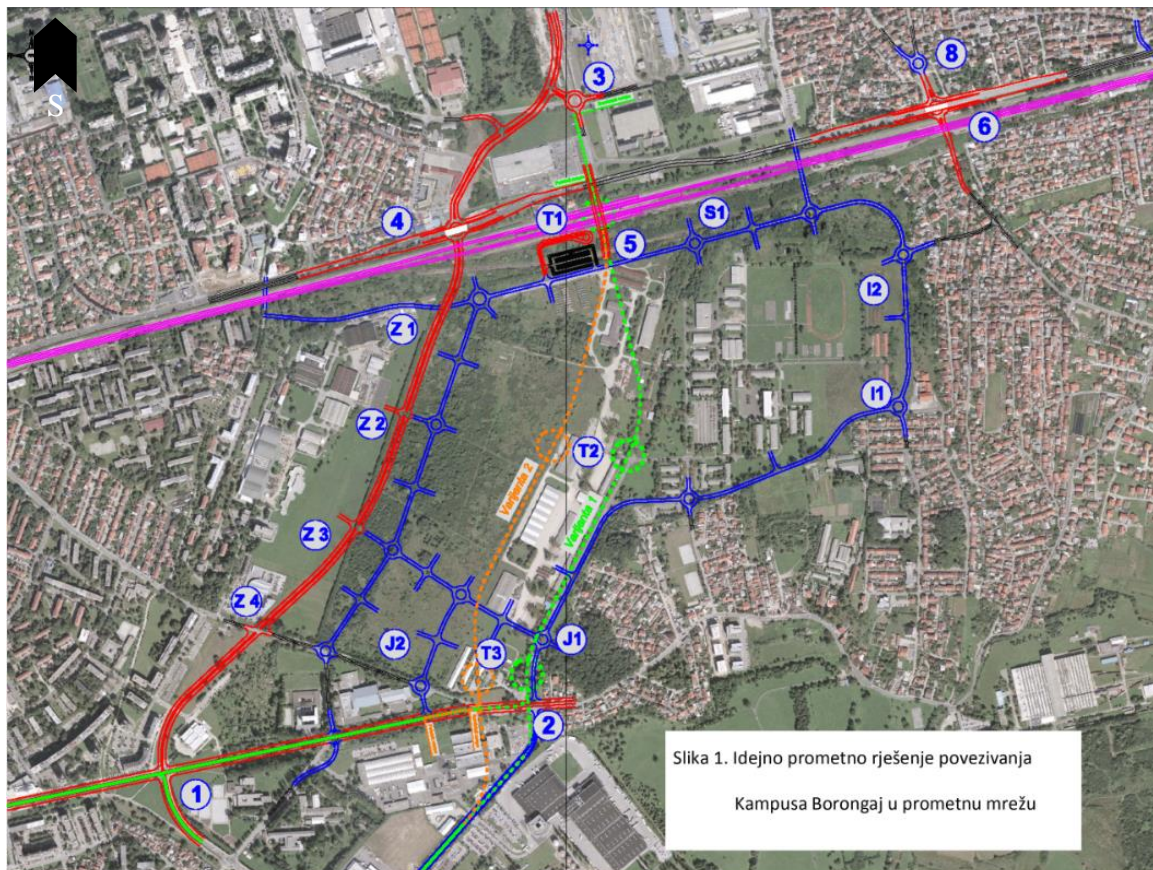 S
3
8
6
4
T1
S1
5
I2
Z 1
I1
Z 2
T2
Varijanta 2
Varijanta 1
Z 3
Z 4
J2
T3
J1
2
1
Slika 1. Idejno prometno rješenje povezivanja
Kampusa Borongaj u prometnu mrežu